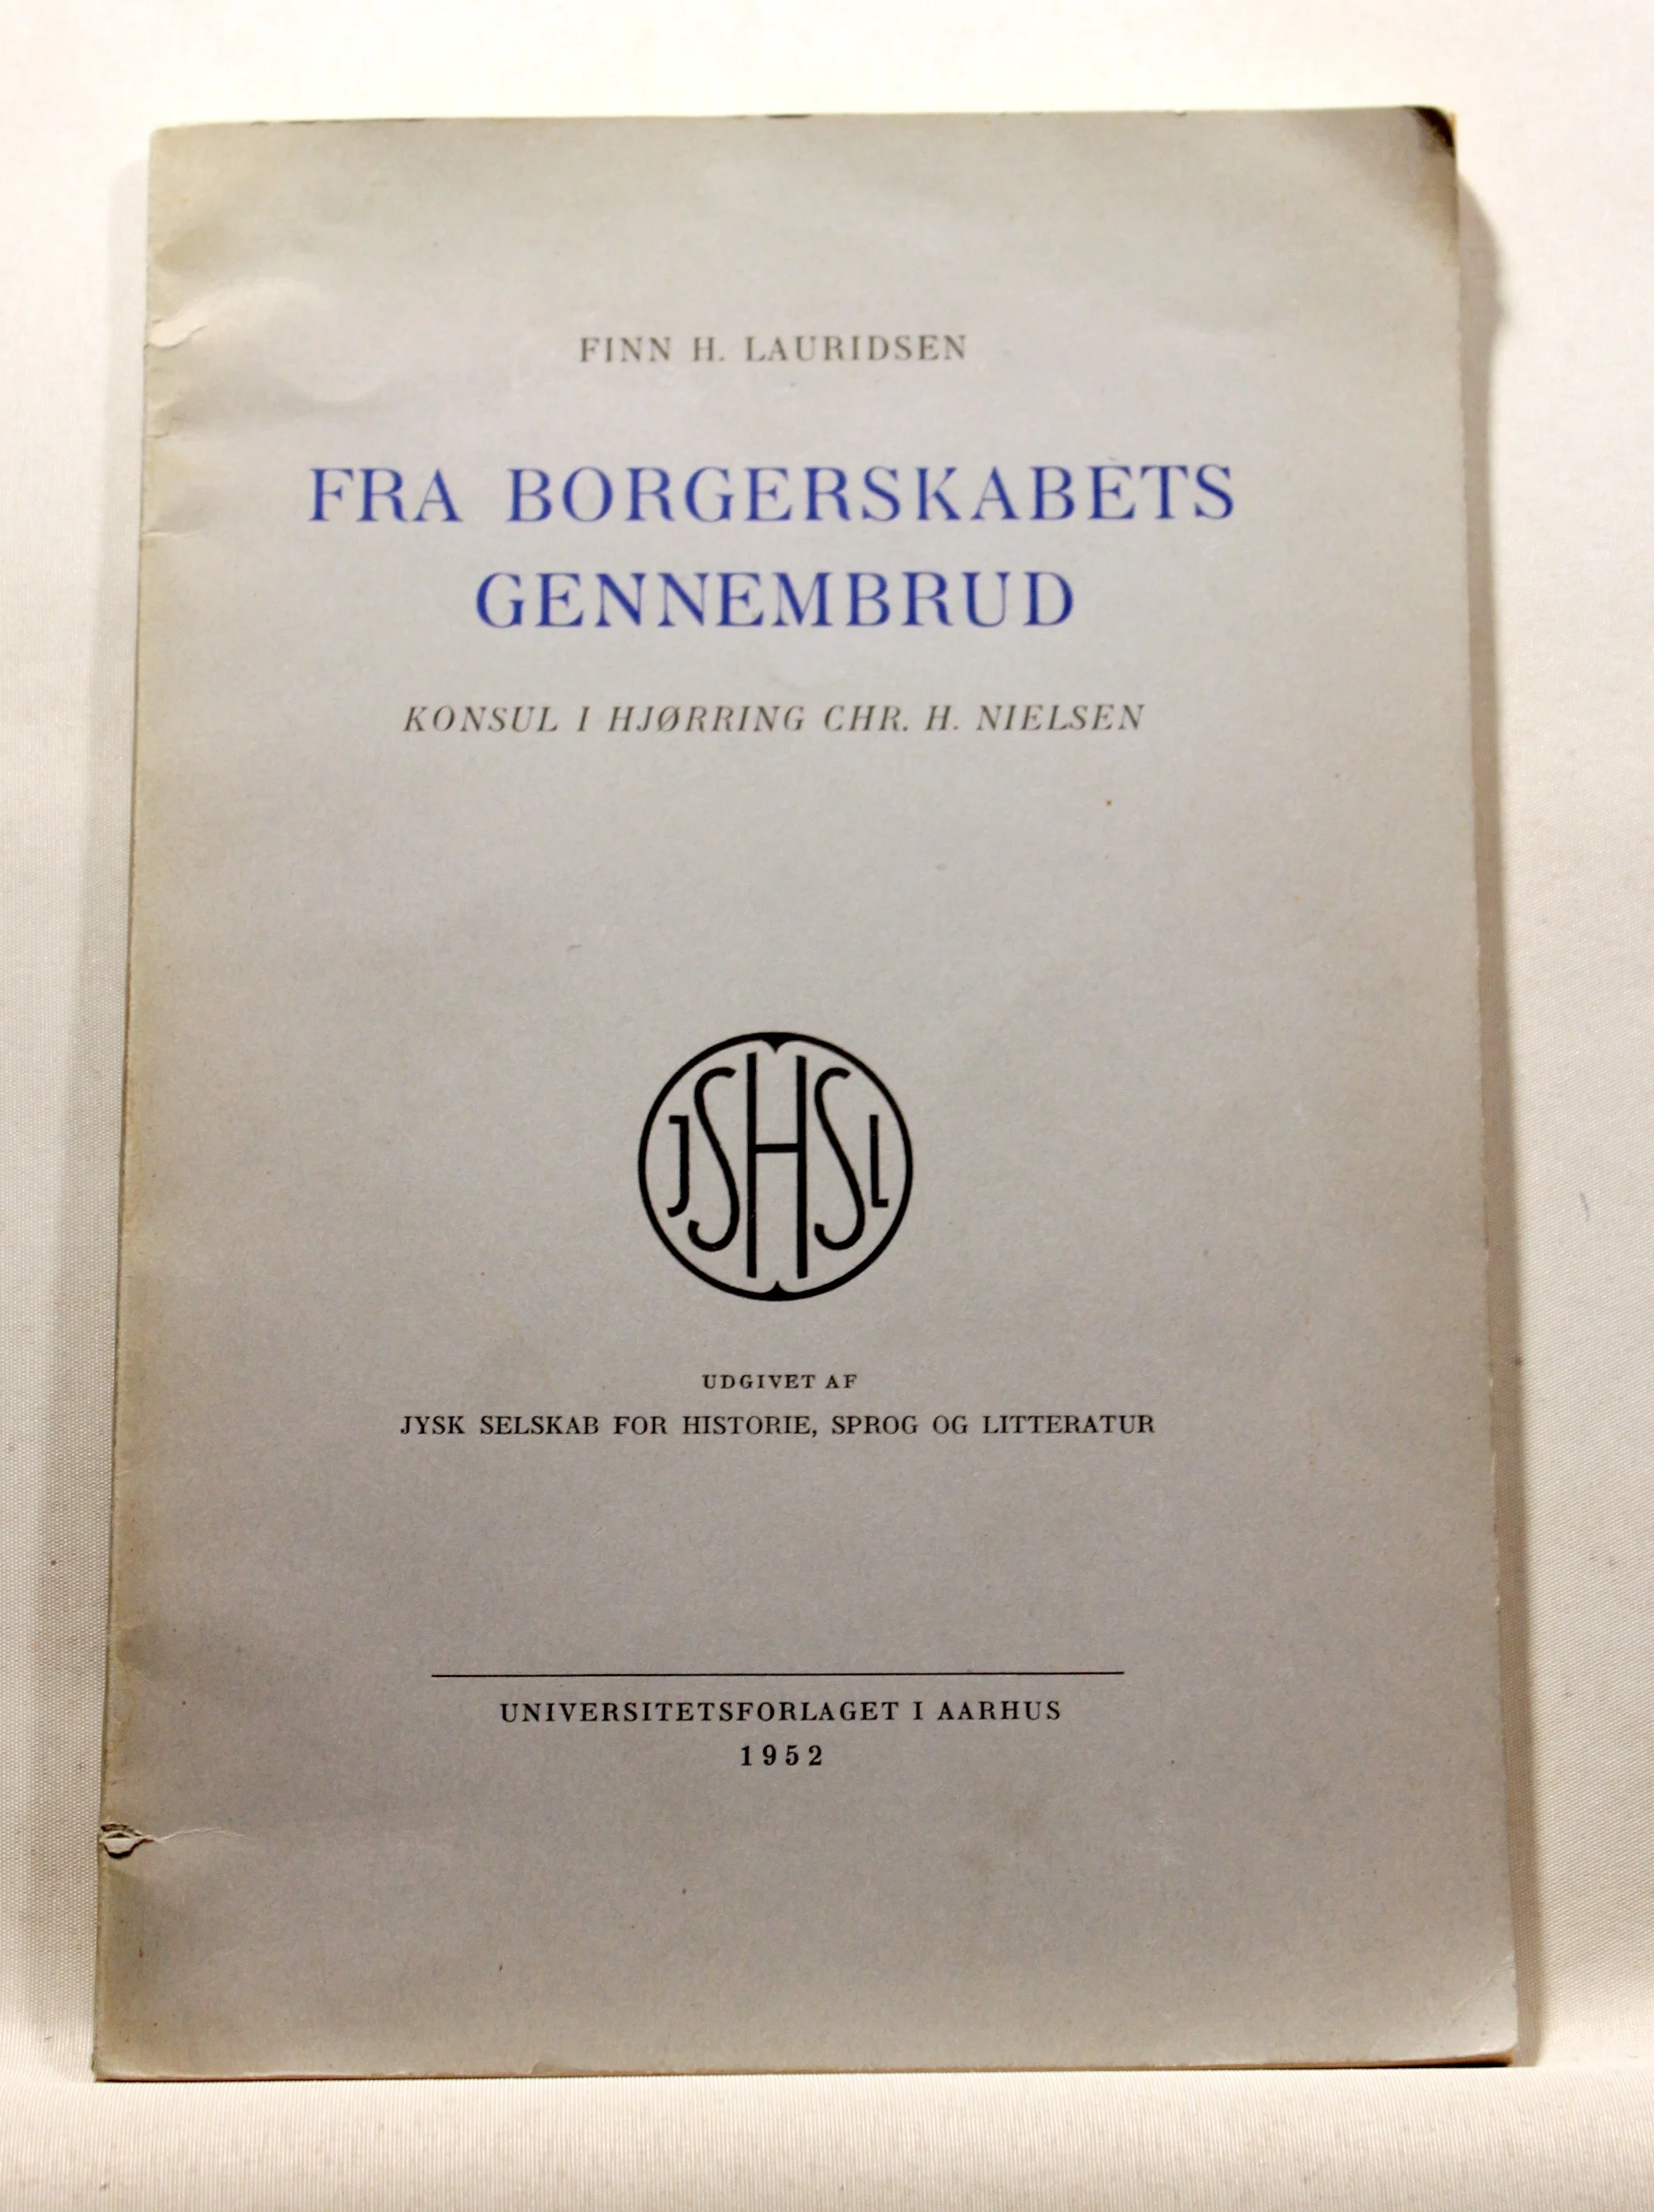 FINN H. LAURIDSEN
FRA BORGERSKABETS
GENNEMBRUD
KONSUL I HJØRRING CHR. H. NIELSEN
JSHSL
UDGIVET AF
JYSK SELSKAB FOR HISTORIE, SPROG OG LITTERATUR
UNIVERSITETSFORLAGET I AARHUS
1952